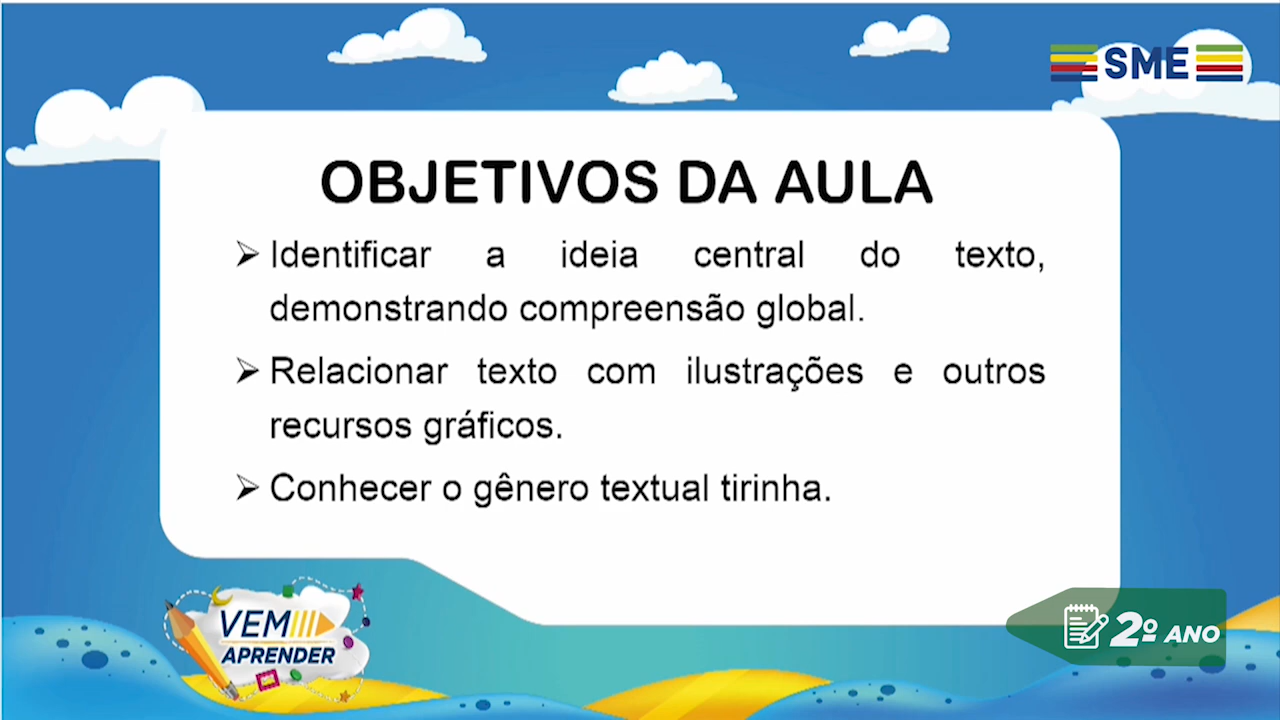 SME
OBJETIVOS DA AULA
➢ Identificar a ideia central do texto,
demonstrando compreensão global.
➢ Relacionar texto com ilustrações e outros
recursos gráficos.
➢ Conhecer o gênero textual tirinha.
VEM
APRENDER
2º ANO